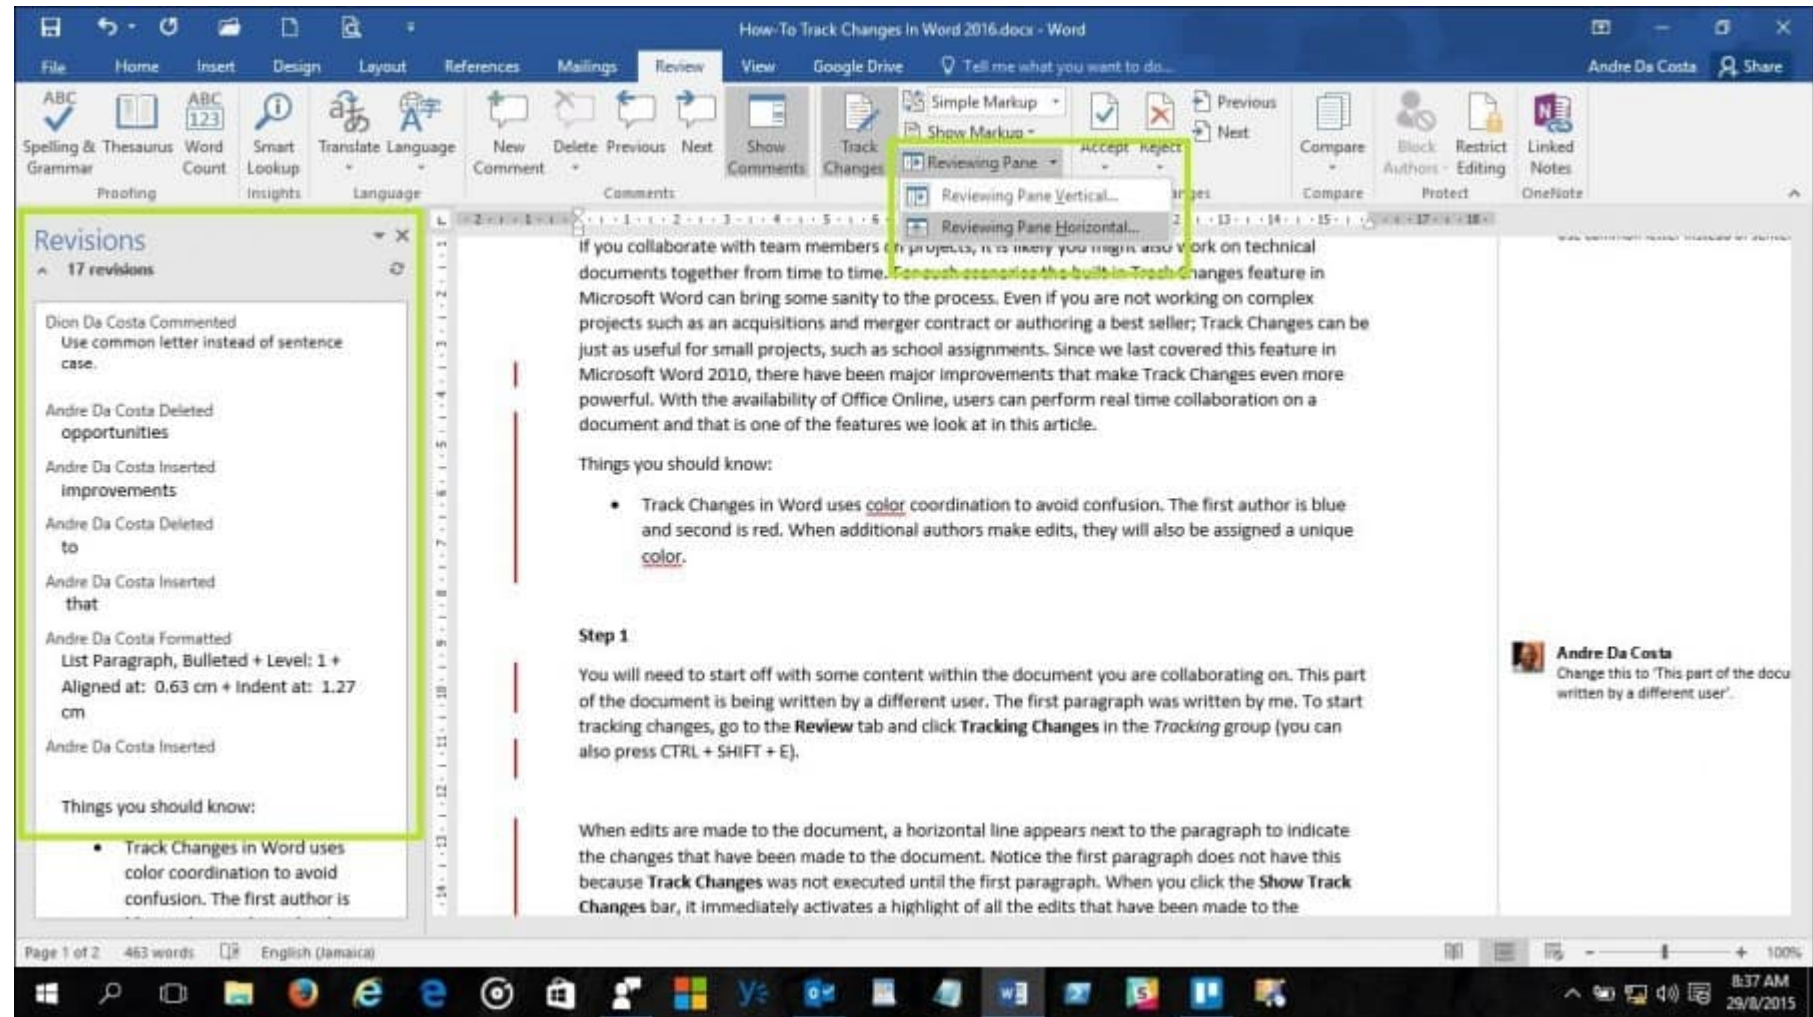 How-To Track Changes In Word 2016.docx - Word
File Home Insert Design Layout References Mailings Review View Google Drive Tell me what you want to do... Andre Da Costa Share
ABC
Spelling & Grammar
Thesaurus
ABC 123
Word Count
Proofing
Smart Lookup
Insights
Translate
Language
Language
New Comment
Delete
Previous
Next
Show Comments
Comments
Track Changes
Simple Markup
Show Markup
Reviewing Pane
Reviewing Pane Vertical...
Reviewing Pane Horizontal...
Accept
Reject
Previous
Next
Compare
Compare
Block Authors
Restrict Editing
Protect
Linked Notes
OneNote
Revisions
17 revisions
Dion Da Costa Commented
Use common letter instead of sentence
case.
Andre Da Costa Deleted
opportunities
Andre Da Costa Inserted
improvements
Andre Da Costa Deleted
to
Andre Da Costa Inserted
that
Andre Da Costa Formatted
List Paragraph, Bulleted + Level: 1 +
Aligned at: 0.63 cm + Indent at: 1.27
cm
Andre Da Costa Inserted
Things you should know:
• Track Changes in Word uses
color coordination to avoid
confusion. The first author is
If you collaborate with team members on projects, it is likely you might also work on technical
documents together from time to time. For such scenarios the built in Track Changes feature in
Microsoft Word can bring some sanity to the process. Even if you are not working on complex
projects such as an acquisitions and merger contract or authoring a best seller; Track Changes can be
just as useful for small projects, such as school assignments. Since we last covered this feature in
Microsoft Word 2010, there have been major improvements that make Track Changes even more
powerful. With the availability of Office Online, users can perform real time collaboration on a
document and that is one of the features we look at in this article.
Things you should know:
• Track Changes in Word uses color coordination to avoid confusion. The first author is blue
and second is red. When additional authors make edits, they will also be assigned a unique
color.
Step 1
You will need to start off with some content within the document you are collaborating on. This part
of the document is being written by a different user. The first paragraph was written by me. To start
tracking changes, go to the Review tab and click Tracking Changes in the Tracking group (you can
also press CTRL + SHIFT + E).
When edits are made to the document, a horizontal line appears next to the paragraph to indicate
the changes that have been made to the document. Notice the first paragraph does not have this
because Track Changes was not executed until the first paragraph. When you click the Show Track
Changes bar, it immediately activates a highlight of all the edits that have been made to the
Andre Da Costa
Change this to 'This part of the docu
written by a different user'.
Page 1 of 2 463 words English (Jamaica) 100%
8:37 AM
29/8/2015